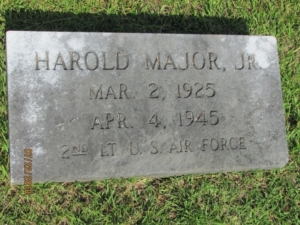 HAROLD MAJOR, JR.
MAR. 2, 1925
APR. 4, 1945
2ND LT U. S. AIR FORCE